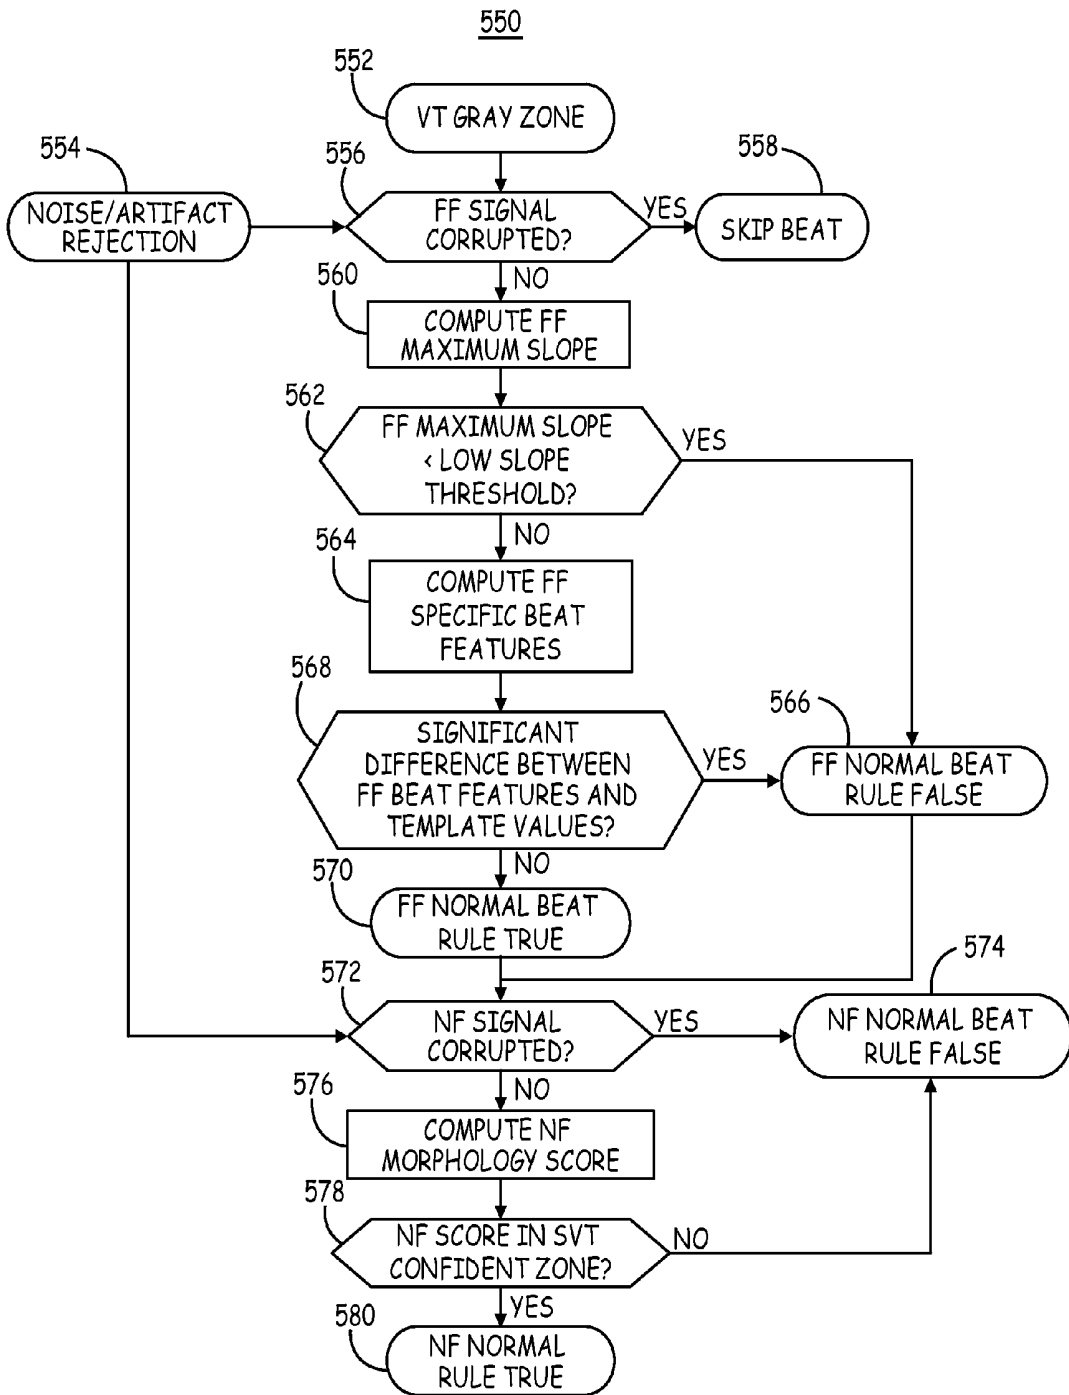 550
552
VT GRAY ZONE
554
NOISE/ARTIFACT
REJECTION
556
FF SIGNAL
CORRUPTED?
YES
558
SKIP BEAT
NO
560
COMPUTE FF
MAXIMUM SLOPE
562
FF MAXIMUM SLOPE
< LOW SLOPE
THRESHOLD?
YES
NO
564
COMPUTE FF
SPECIFIC BEAT
FEATURES
568
SIGNIFICANT
DIFFERENCE BETWEEN
FF BEAT FEATURES AND
TEMPLATE VALUES?
YES
566
FF NORMAL BEAT
RULE FALSE
NO
570
FF NORMAL BEAT
RULE TRUE
572
NF SIGNAL
CORRUPTED?
YES
574
NF NORMAL BEAT
RULE FALSE
NO
576
COMPUTE NF
MORPHOLOGY SCORE
578
NF SCORE IN SVT
CONFIDENT ZONE?
NO
YES
580
NF NORMAL
RULE TRUE